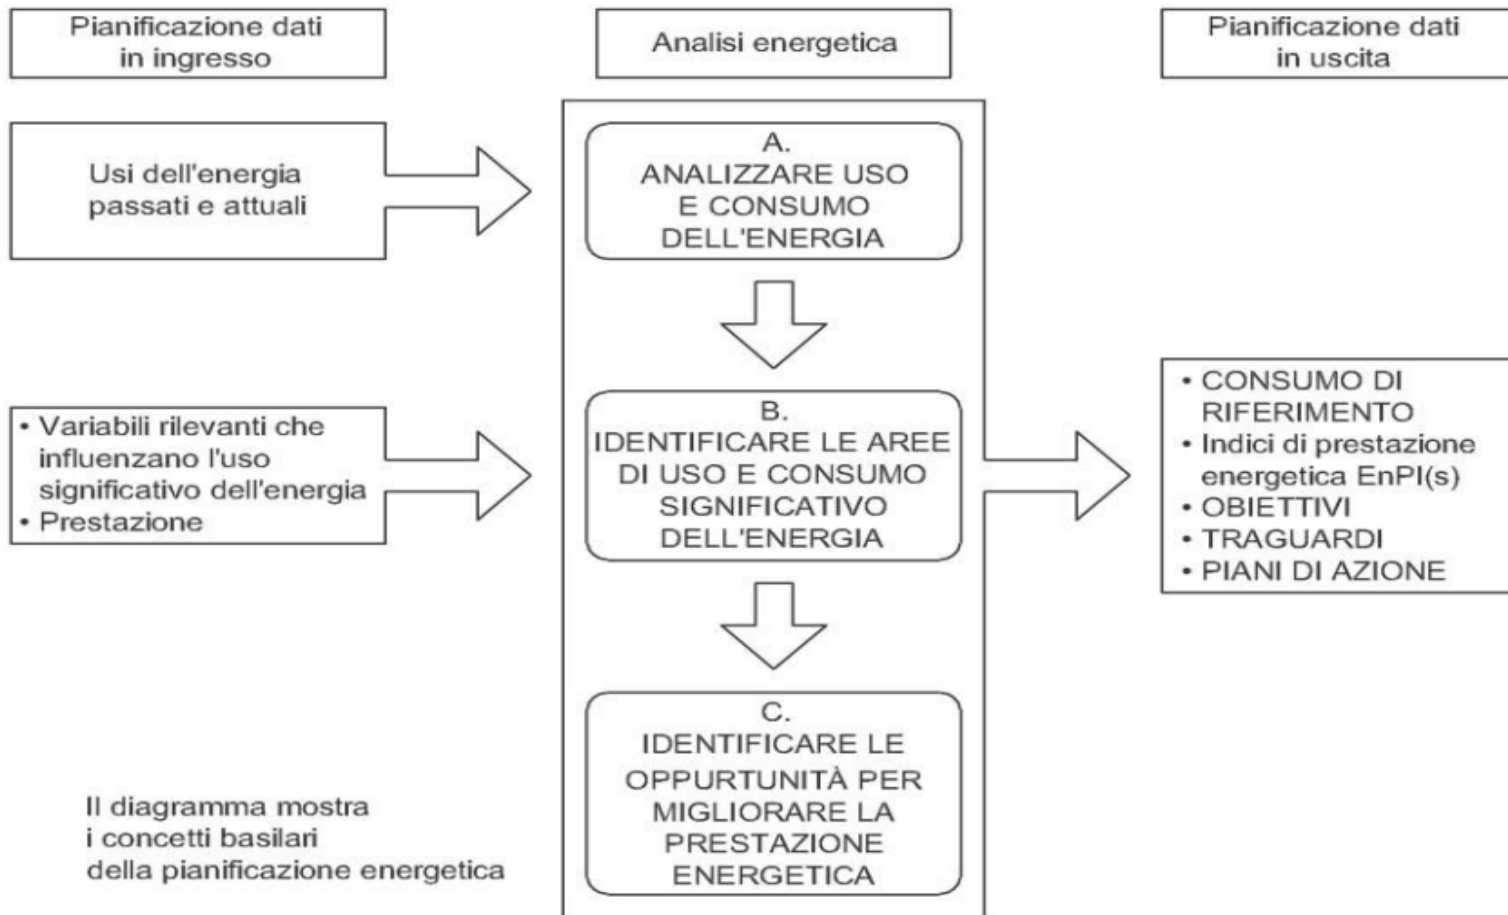 Pianificazione dati
in ingresso
Analisi energetica
Pianificazione dati
in uscita
Usi dell'energia
passati e attuali
A.
ANALIZZARE USO
E CONSUMO
DELL'ENERGIA
• Variabili rilevanti che
influenzano l'uso
significativo dell'energia
• Prestazione
B.
IDENTIFICARE LE AREE
DI USO E CONSUMO
SIGNIFICATIVO
DELL'ENERGIA
• CONSUMO DI
RIFERIMENTO
• Indici di prestazione
energetica EnPI(s)
• OBIETTIVI
• TRAGUARDI
• PIANI DI AZIONE
C.
IDENTIFICARE LE
OPPURTUNITÀ PER
MIGLIORARE LA
PRESTAZIONE
ENERGETICA
Il diagramma mostra
i concetti basilari
della pianificazione energetica